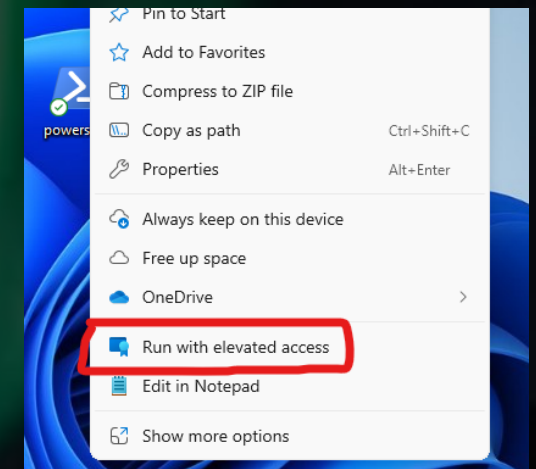 Pin to Start
Add to Favorites
Compress to ZIP file
powers
Copy as path Ctrl+Shift+C
Properties Alt+Enter
Always keep on this device
Free up space
OneDrive
Run with elevated access
Edit in Notepad
Show more options